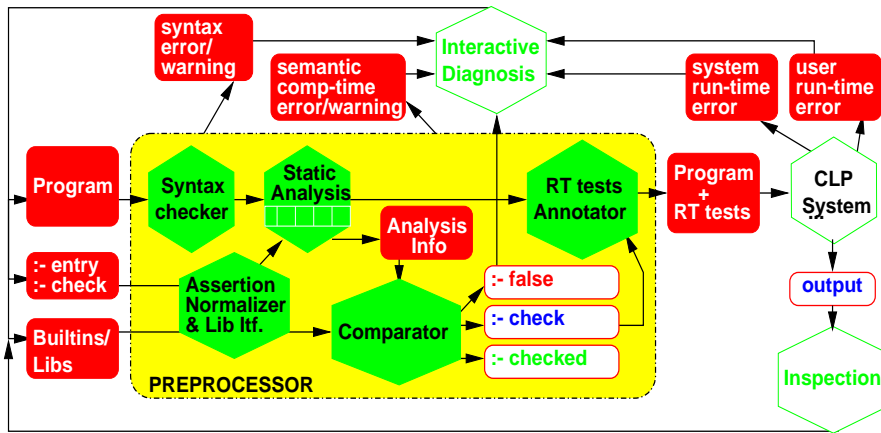 syntax
error/
warning
semantic
comp-time
error/warning
Interactive
Diagnosis
system
run-time
error
user
run-time
error
Program
Syntax
checker
Static
Analysis
RT tests
Annotator
Program
+
RT tests
CLP
System
Analysis
Info
:- entry
:- check
Assertion
Normalizer
& Lib Itf.
Comparator
:- false
:- check
:- checked
output
Builtins/
Libs
PREPROCESSOR
Inspection